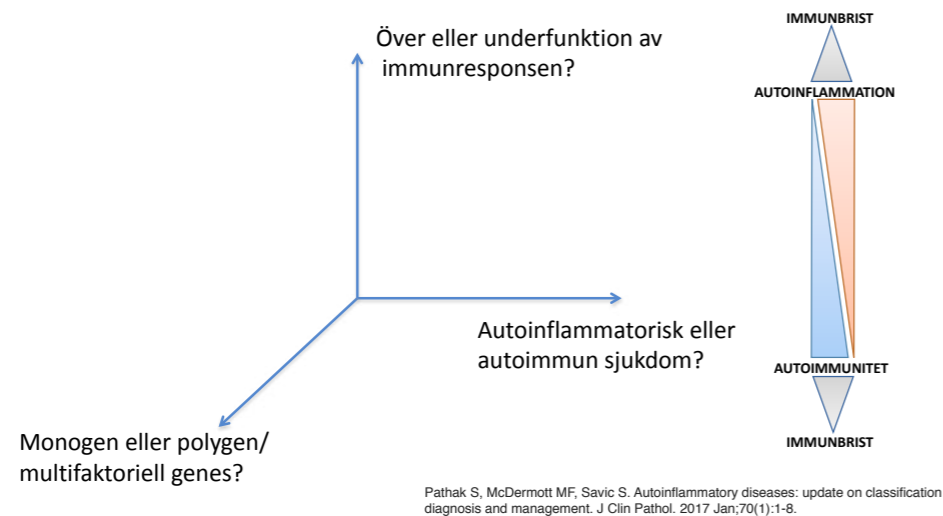 Över eller underfunktion av
immunresponsen?
IMMUNBRIST
AUTOINFLAMMATION
Autoinflammatorisk eller
autoimmun sjukdom?
AUTOIMMUNITET
IMMUNBRIST
Monogen eller polygen/
multifaktoriell genes?
Pathak S, McDermott MF, Savic S. Autoinflammatory diseases: update on classification
diagnosis and management. J Clin Pathol. 2017 Jan;70(1):1-8.